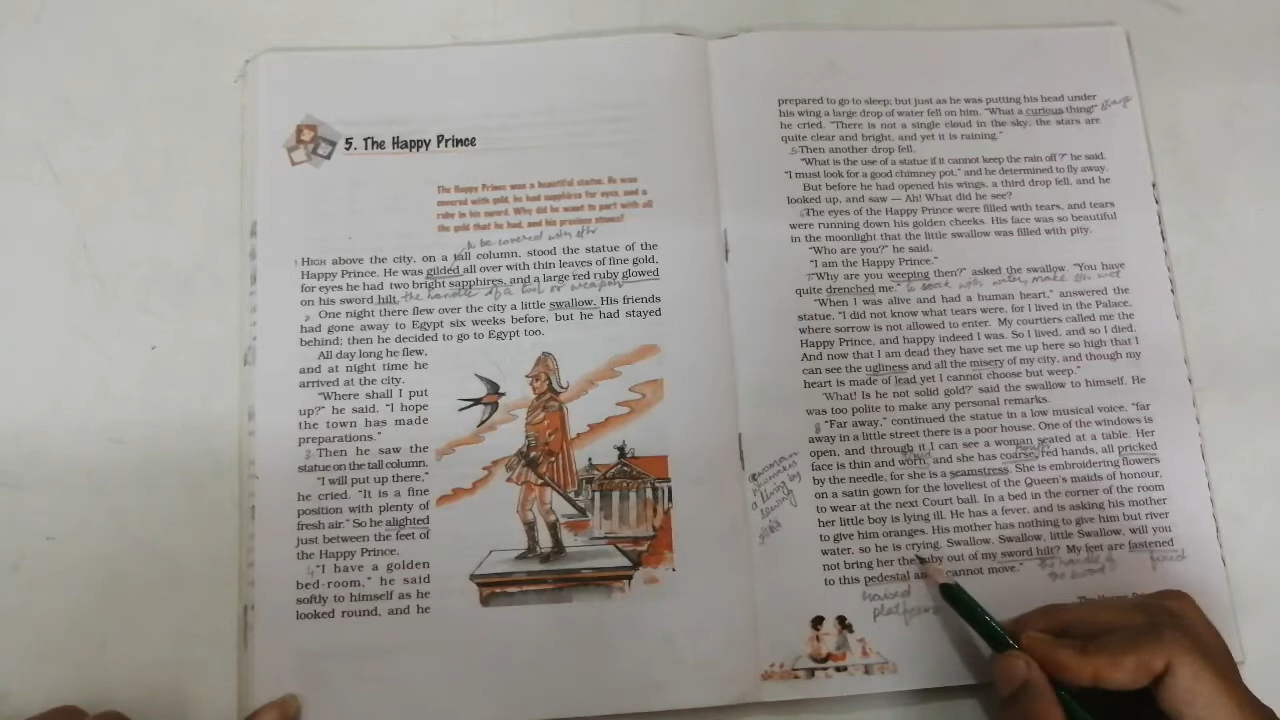 5. The Happy Prince
The Happy Prince was a beautiful statue. He was
covered with gold, he had sapphires for eyes, and a
ruby in his sword. Why did he want to part with all
the gold that he had, and his precious stones?
to be covered with
1 HIGH above the city, on a tall column, stood the statue of the
Happy Prince. He was gilded all over with thin leaves of fine gold,
for eyes he had two bright sapphires, and a large red ruby glowed
on his sword hilt. the handle of a tool or weapon
2 One night there flew over the city a little swallow. His friends
had gone away to Egypt six weeks before, but he had stayed
behind; then he decided to go to Egypt too.
All day long he flew,
and at night time he
arrived at the city.
"Where shall I put
up?" he said. "I hope
the town has made
preparations."
3 Then he saw the
statue on the tall column.
"I will put up there,"
he cried. "It is a fine
position with plenty of
fresh air." So he alighted
just between the feet of
the Happy Prince.
4 "I have a golden
bed-room," he said
softly to himself as he
looked round, and he
prepared to go to sleep; but just as he was putting his head under
his wing a large drop of water fell on him. "What a curious thing!"
he cried. "There is not a single cloud in the sky, the stars are
quite clear and bright, and yet it is raining."
5 Then another drop fell.
"What is the use of a statue if it cannot keep the rain off?" he said.
"I must look for a good chimney pot," and he determined to fly away.
But before he had opened his wings, a third drop fell, and he
looked up, and saw — Ah! What did he see?
The eyes of the Happy Prince were filled with tears, and tears
were running down his golden cheeks. His face was so beautiful
in the moonlight that the little swallow was filled with pity.
"Who are you?" he said.
"I am the Happy Prince."
7 "Why are you weeping then?" asked the swallow. "You have
quite drenched me." to soak with water, make wet
"When I was alive and had a human heart," answered the
statue, "I did not know what tears were, for I lived in the Palace,
where sorrow is not allowed to enter. My courtiers called me the
Happy Prince, and happy indeed I was. So I lived, and so I died.
And now that I am dead they have set me up here so high that I
can see the ugliness and all the misery of my city, and though my
heart is made of lead yet I cannot choose but weep."
'What! Is he not solid gold?' said the swallow to himself. He
was too polite to make any personal remarks.
8 "Far away," continued the statue in a low musical voice, "far
away in a little street there is a poor house. One of the windows is
open, and through it I can see a woman seated at a table. Her
face is thin and worn, and she has coarse, red hands, all pricked
by the needle, for she is a seamstress. She is embroidering flowers
on a satin gown for the loveliest of the Queen's maids of honour,
to wear at the next Court ball. In a bed in the corner of the room
her little boy is lying ill. He has a fever, and is asking his mother
to give him oranges. His mother has nothing to give him but river
water, so he is crying. Swallow, Swallow, little Swallow, will you
not bring her the ruby out of my sword hilt? My feet are fastened
to this pedestal and I cannot move."
woman
who makes
a living by
sewing
the handle of
the sword
fixed
raised
platform
The Happy